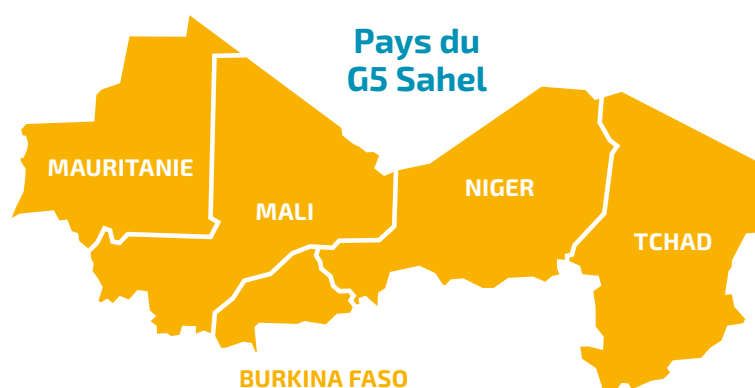 Pays du
G5 Sahel
MAURITANIE
MALI
NIGER
TCHAD
BURKINA FASO